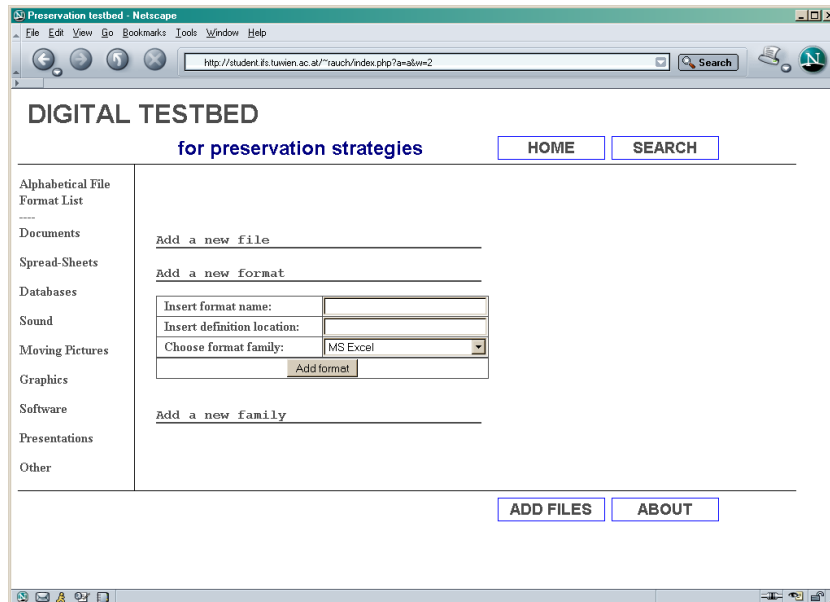 Preservation testbed - Netscape
File Edit View Go Bookmarks Tools Window Help
http://student.ifs.tuwien.ac.at/~rauch/index.php?a=a&w=2
Search
N
DIGITAL TESTBED
for preservation strategies
HOME
SEARCH
Alphabetical File
Format List
----
Documents
Spread-Sheets
Databases
Sound
Moving Pictures
Graphics
Software
Presentations
Other
Add a new file
Add a new format
Insert format name:
Insert definition location:
Choose format family: MS Excel
Add format
Add a new family
ADD FILES
ABOUT